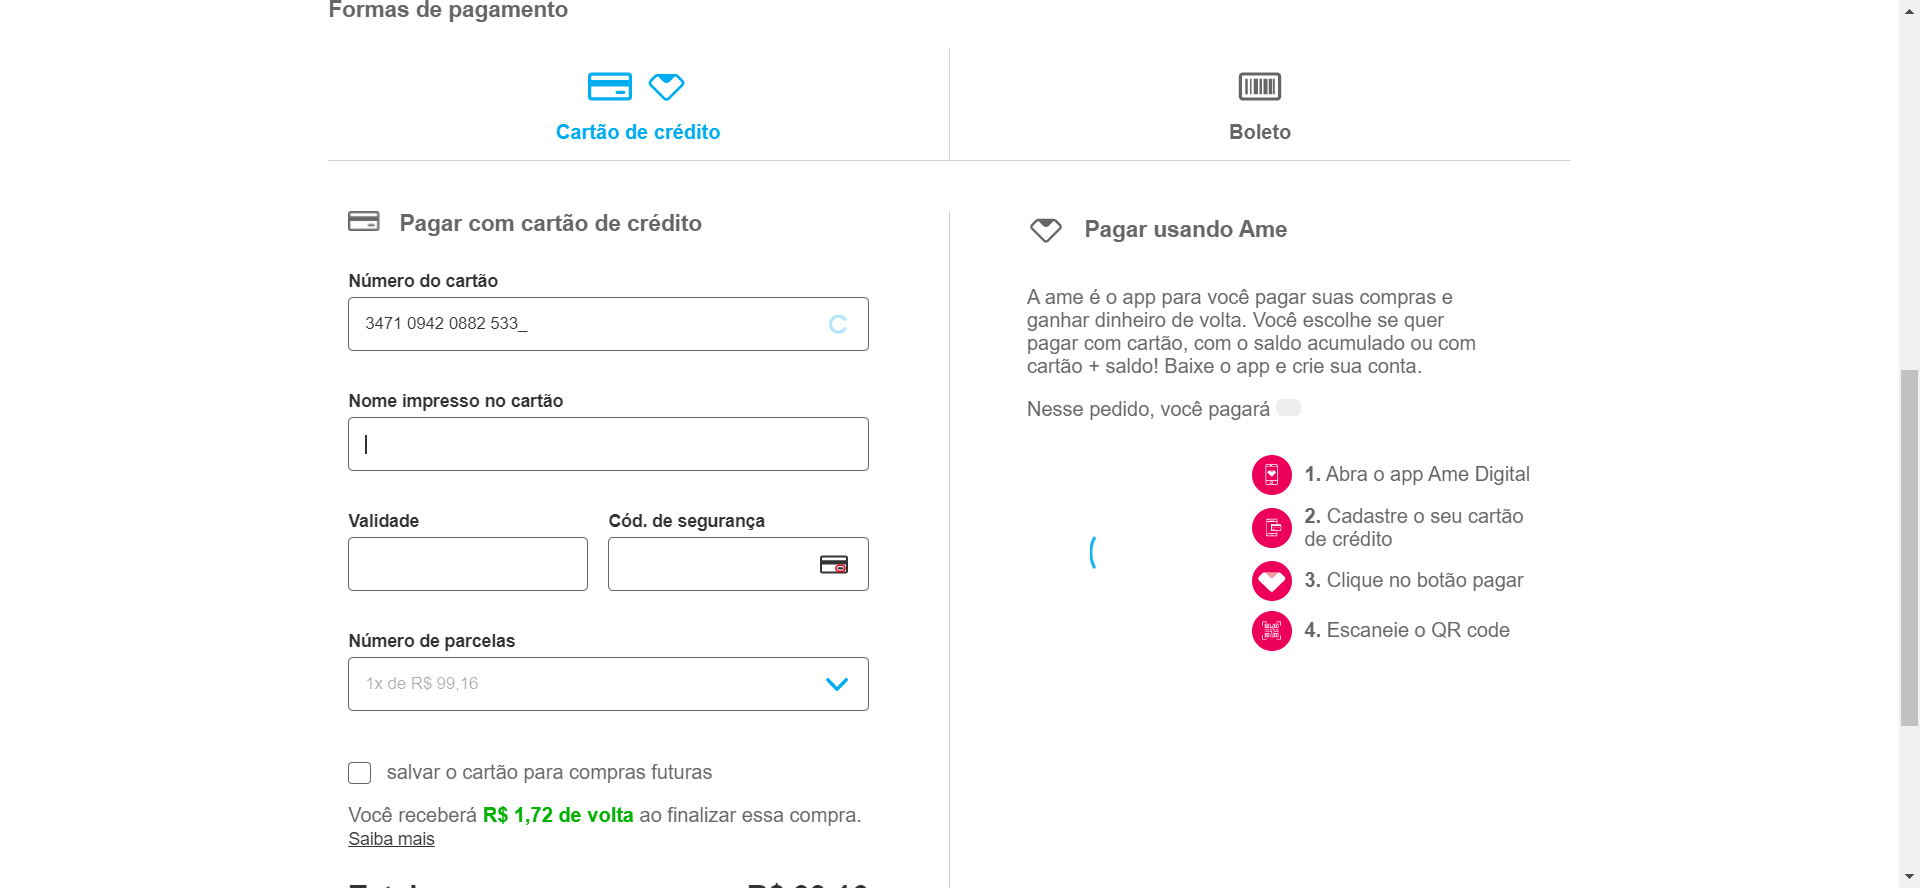 Formas de pagamento
Cartão de crédito
Boleto
Pagar com cartão de crédito
Número do cartão
3471 0942 0882 533_
Nome impresso no cartão
Validade
Cód. de segurança
Número de parcelas
1x de R$ 99,16
salvar o cartão para compras futuras
Você receberá R$ 1,72 de volta ao finalizar essa compra.
Saiba mais
Pagar usando Ame
A ame é o app para você pagar suas compras e
ganhar dinheiro de volta. Você escolhe se quer
pagar com cartão, com o saldo acumulado ou com
cartão + saldo! Baixe o app e crie sua conta.
Nesse pedido, você pagará
1. Abra o app Ame Digital
2. Cadastre o seu cartão
de crédito
3. Clique no botão pagar
4. Escaneie o QR code